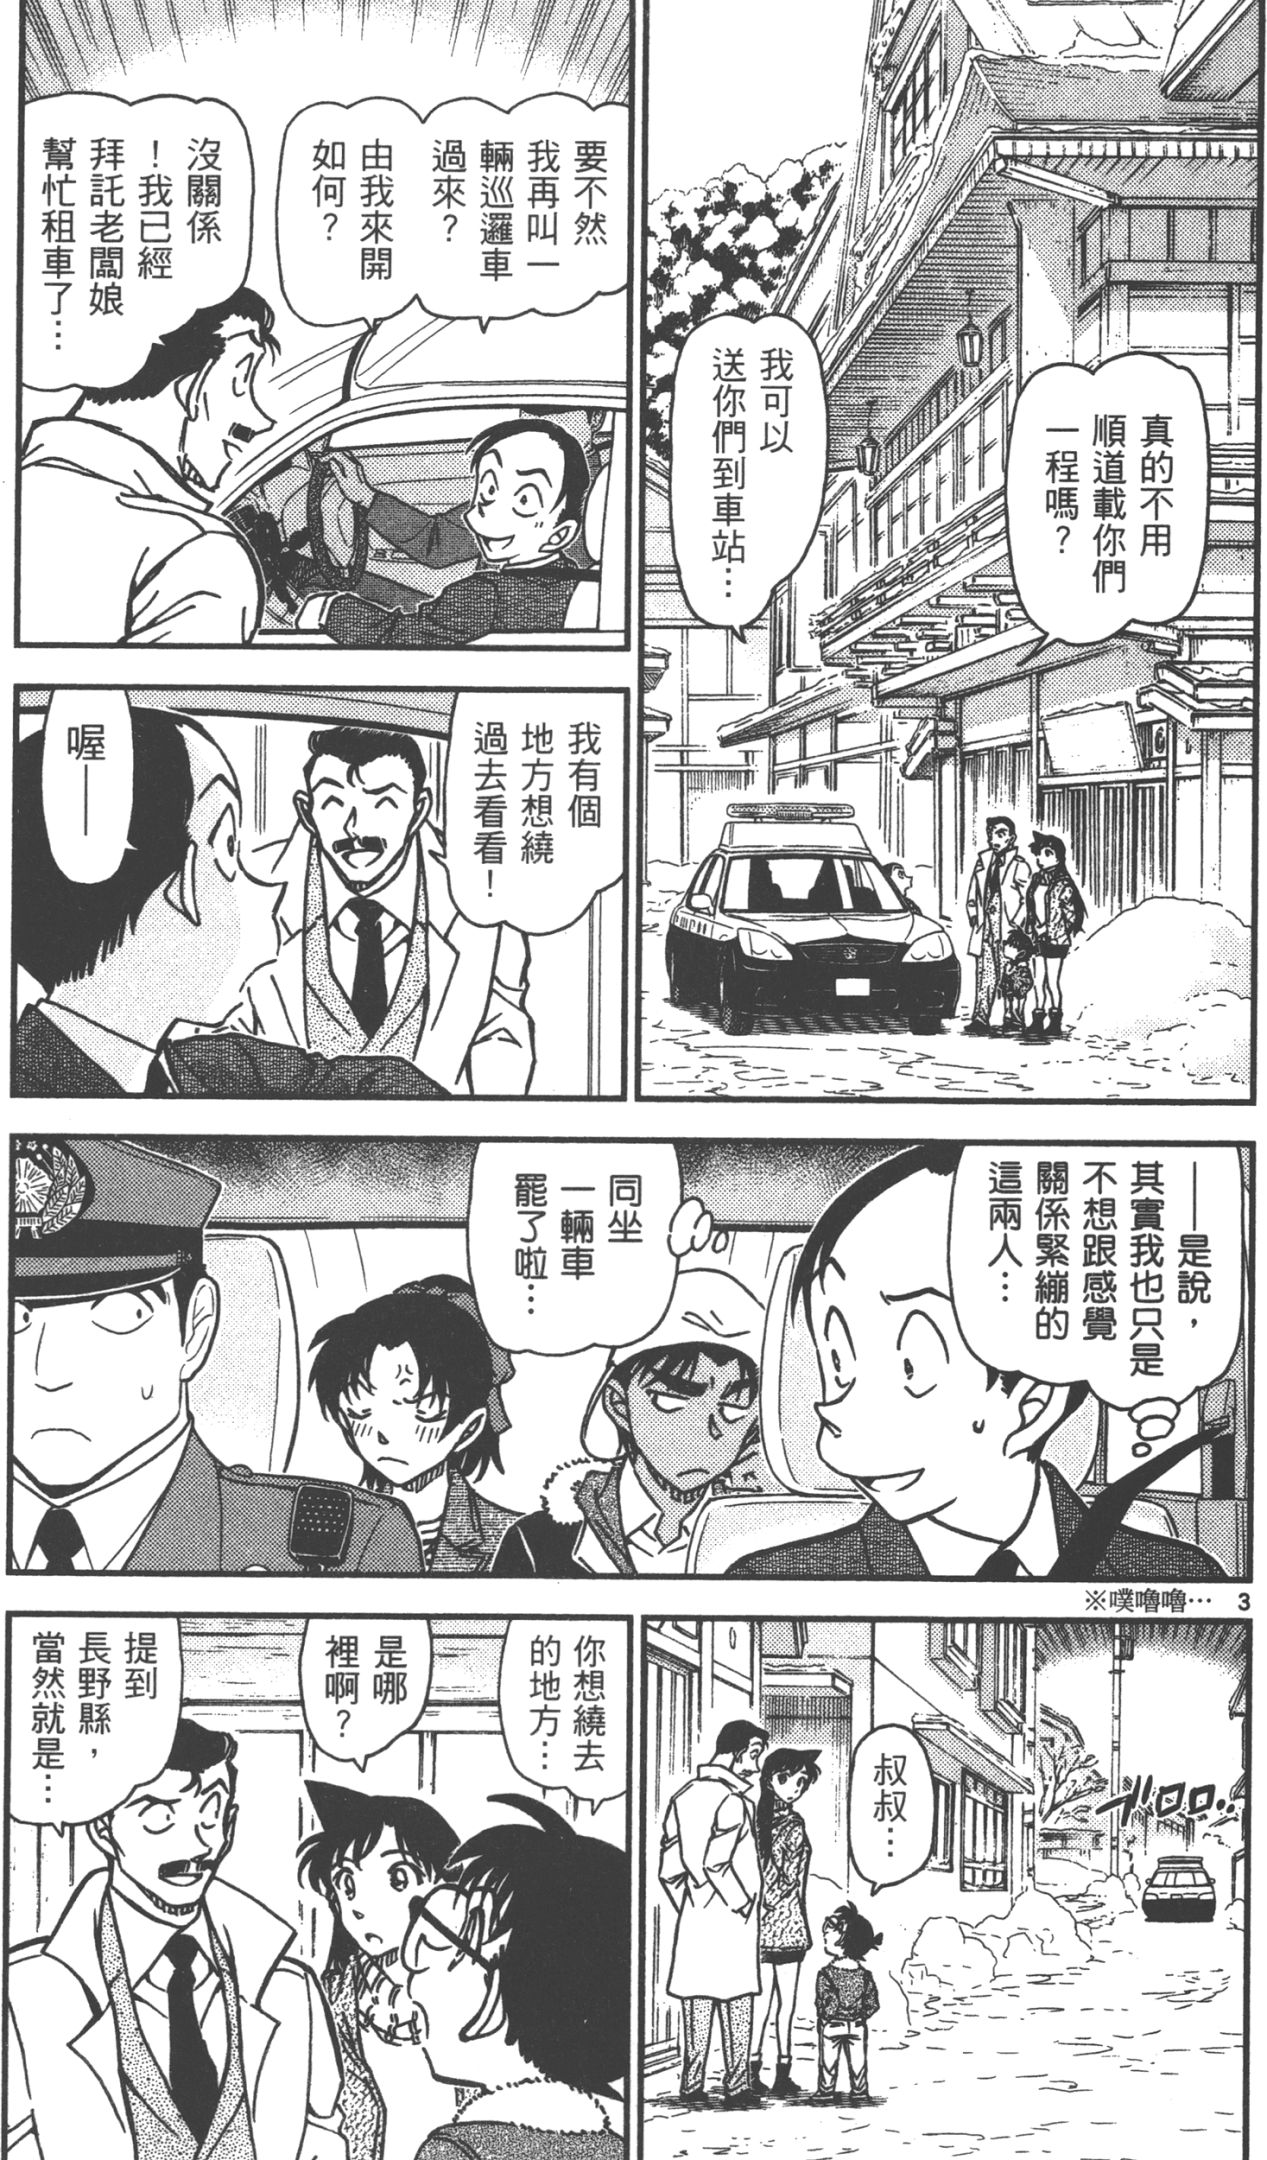 真的不用
順道載你們
一程嗎？
我可以
送你們到車站…
要不然
我再叫一
輛巡邏車
過來？
由我來開
如何？
沒關係
！我已經
拜託老闆娘
幫忙租車了…
我有個
地方想繞
過去看看！
喔——
——是說，
其實我也只是
不想跟感覺
關係緊繃的
這兩人…
同坐
一輛車
罷了啦…
※噗嚕嚕…
3
ブロロ‥
叔叔…
你想繞去
的地方…
是哪
裡啊？
提到
長野縣，
當然就是…